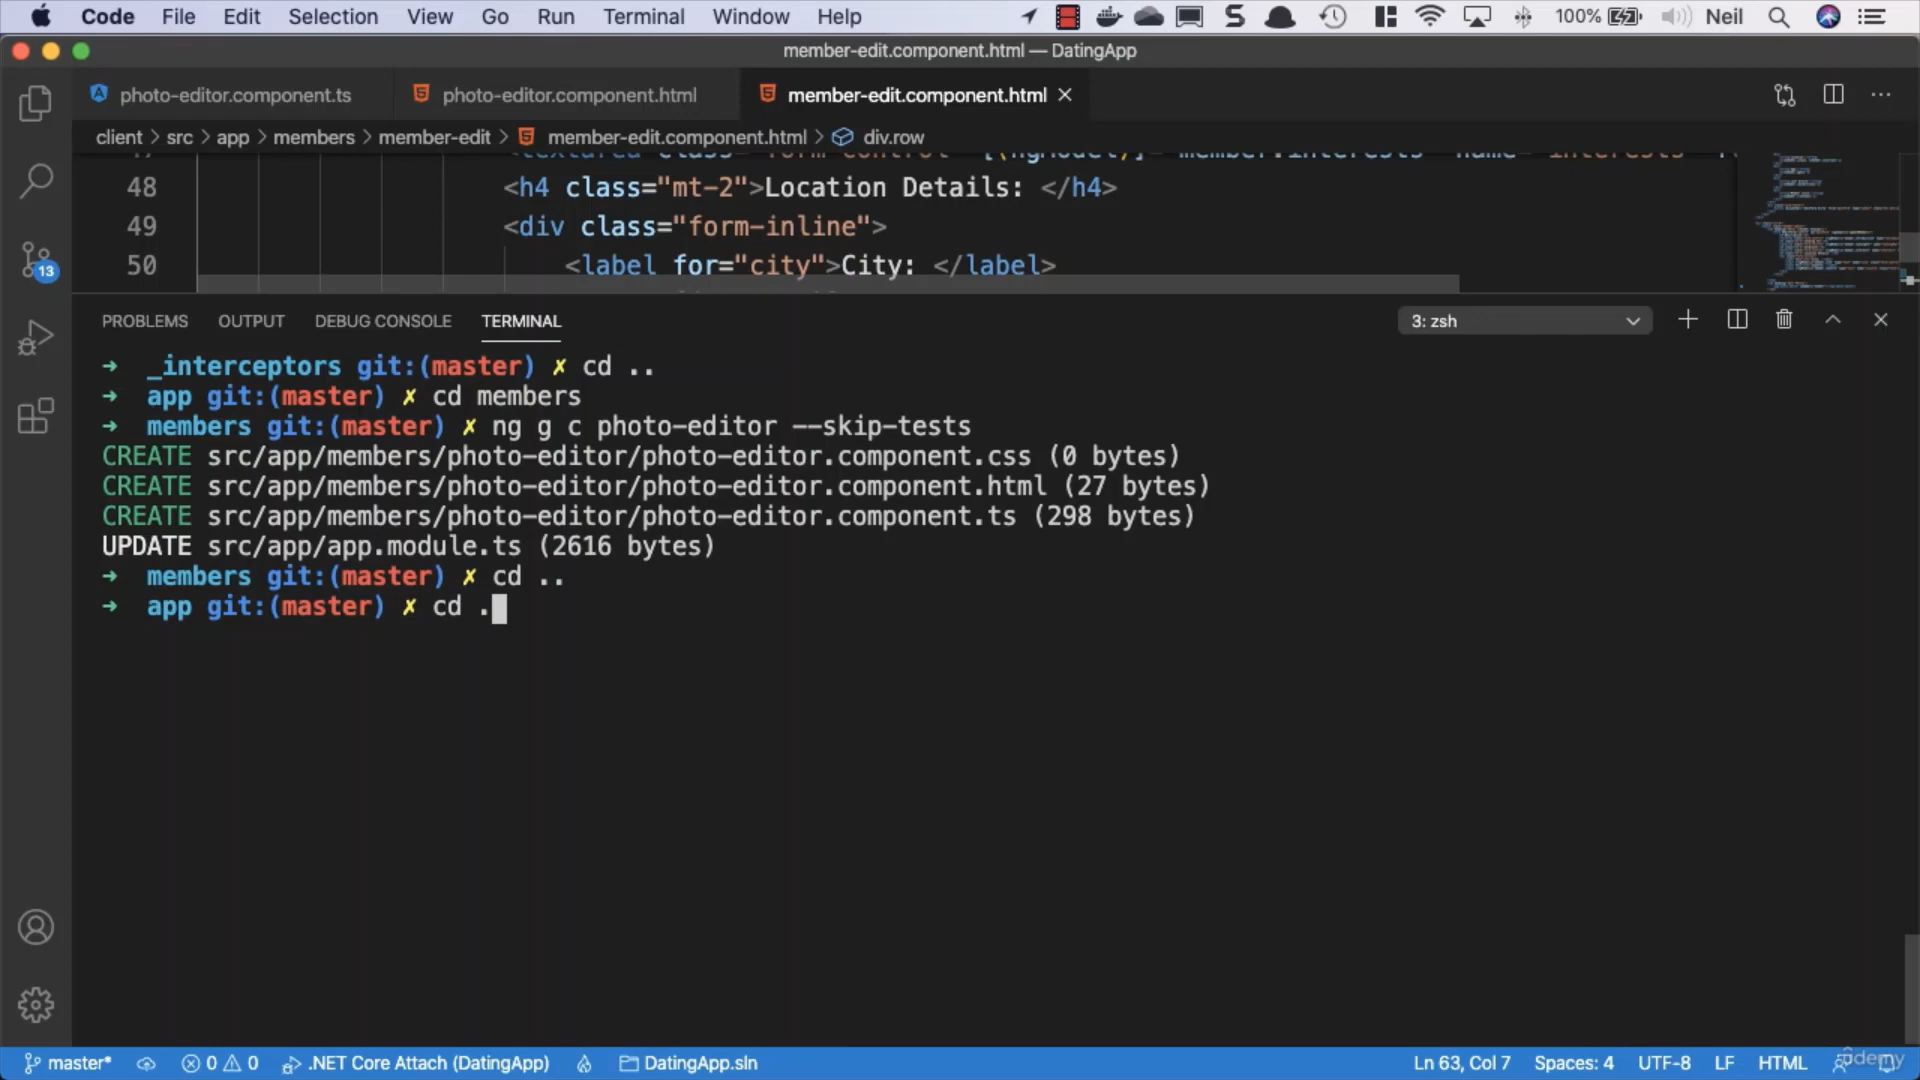 Code File Edit Selection View Go Run Terminal Window Help 100% Neil
member-edit.component.html — DatingApp
photo-editor.component.ts photo-editor.component.html member-edit.component.html
client > src > app > members > member-edit > member-edit.component.html > div.row
48 <h4 class="mt-2">Location Details: </h4>
49 <div class="form-inline">
50 <label for="city">City: </label>
13
PROBLEMS OUTPUT DEBUG CONSOLE TERMINAL 3: zsh
→ _interceptors git:(master) ✗ cd ..
→ app git:(master) ✗ cd members
→ members git:(master) ✗ ng g c photo-editor --skip-tests
CREATE src/app/members/photo-editor/photo-editor.component.css (0 bytes)
CREATE src/app/members/photo-editor/photo-editor.component.html (27 bytes)
CREATE src/app/members/photo-editor/photo-editor.component.ts (298 bytes)
UPDATE src/app/app.module.ts (2616 bytes)
→ members git:(master) ✗ cd ..
→ app git:(master) ✗ cd .
master* 0 0 .NET Core Attach (DatingApp) DatingApp.sln Ln 63, Col 7 Spaces: 4 UTF-8 LF HTML
udemy